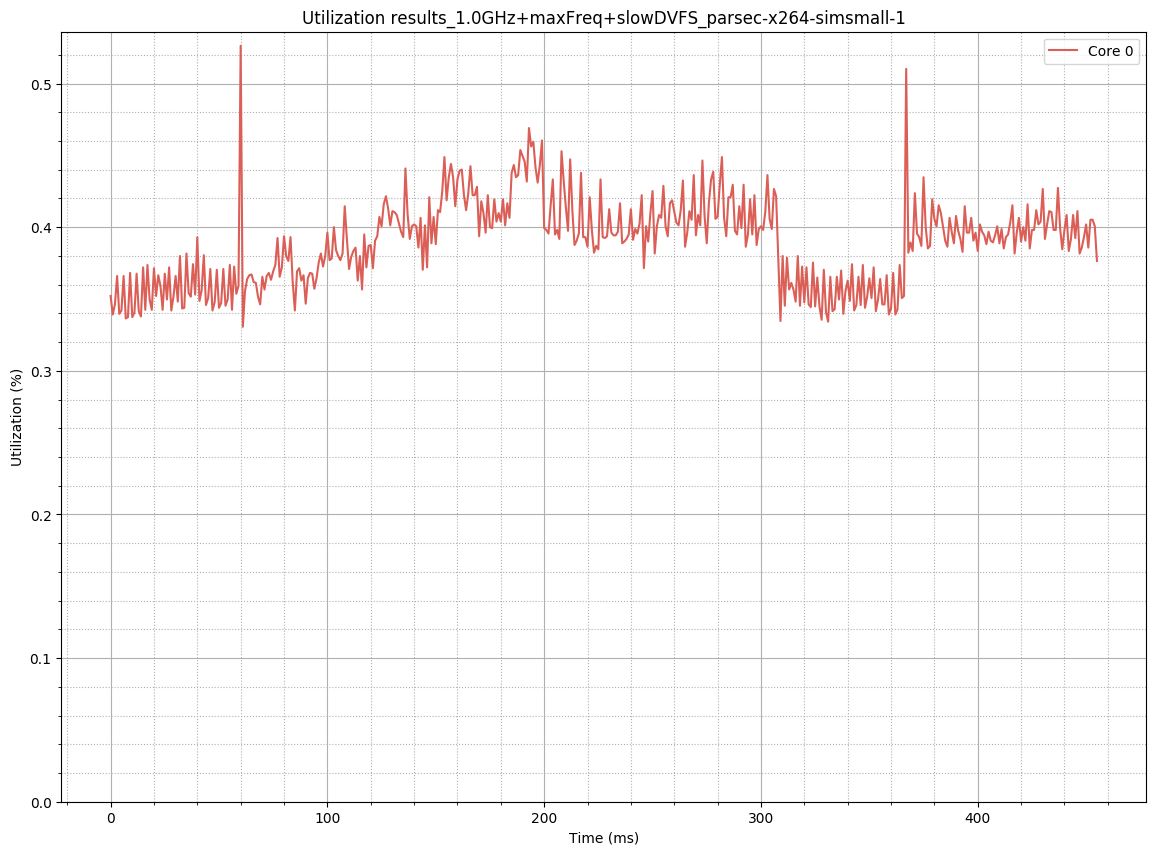 Utilization results_1.0GHz+maxFreq+slowDVFS_parsec-x264-simsmall-1
Core 0
Utilization (%)
0.5
0.4
0.3
0.2
0.1
0.0
0
100
200
300
400
Time (ms)